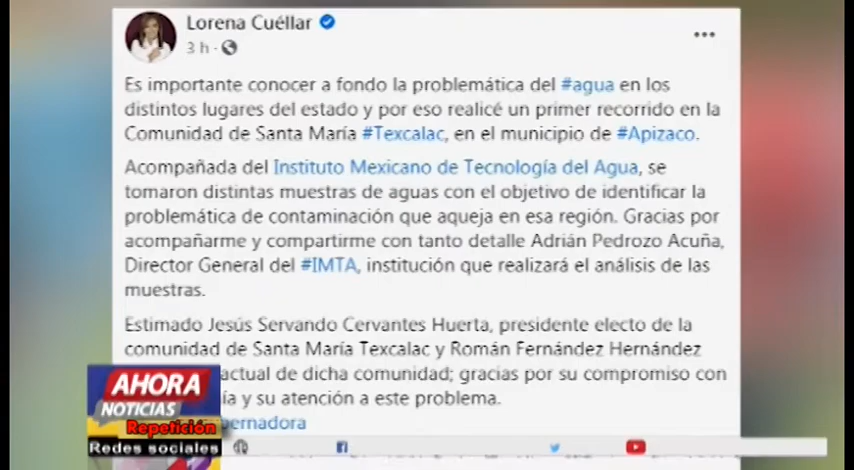 Lorena Cuéllar
3 h ·
Es importante conocer a fondo la problemática del #agua en los
distintos lugares del estado y por eso realicé un primer recorrido en la
Comunidad de Santa María #Texcalac, en el municipio de #Apizaco.
Acompañada del Instituto Mexicano de Tecnología del Agua, se
tomaron distintas muestras de aguas con el objetivo de identificar la
problemática de contaminación que aqueja en esa región. Gracias por
acompañarme y compartirme con tanto detalle Adrián Pedrozo Acuña,
Director General del #IMTA, institución que realizará el análisis de las
muestras.
Estimado Jesús Servando Cervantes Huerta, presidente electo de la
comunidad de Santa María Texcalac y Román Fernández Hernández
actual de dicha comunidad; gracias por su compromiso con
y su atención a este problema.
AHORA
NOTICIAS
Repetición
Redes sociales